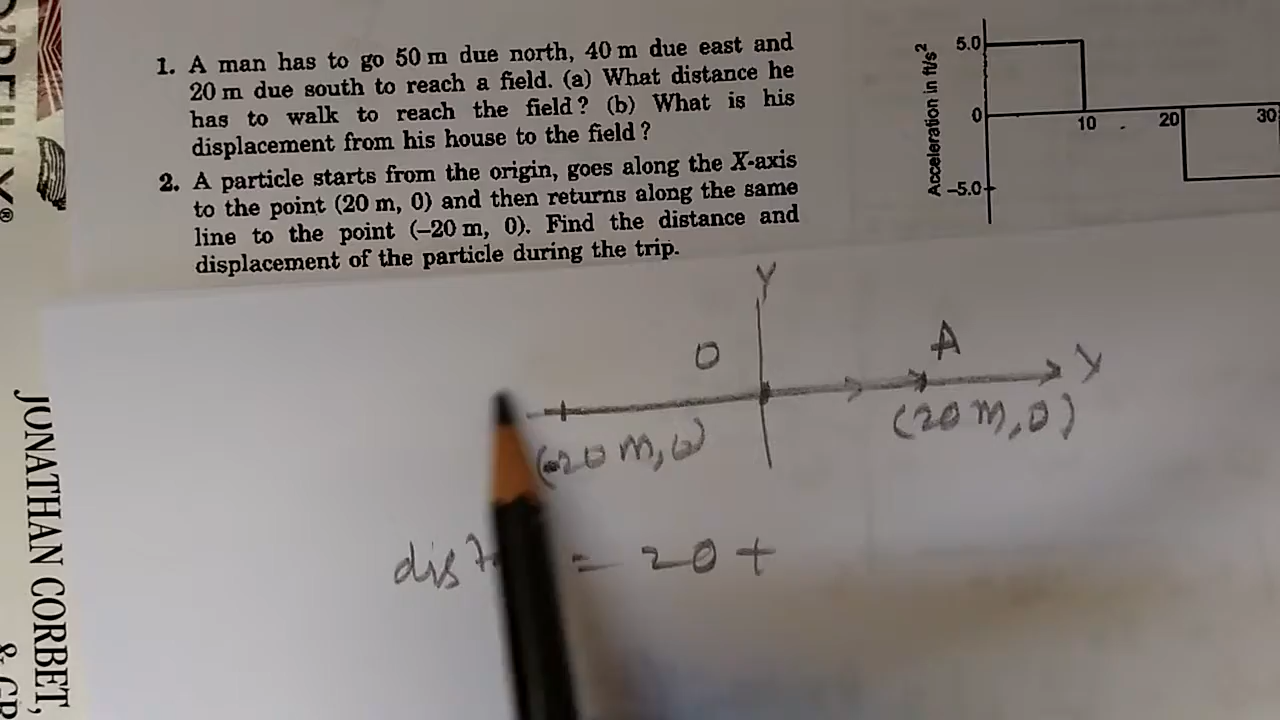 1. A man has to go 50 m due north, 40 m due east and
20 m due south to reach a field. (a) What distance he
has to walk to reach the field? (b) What is his
displacement from his house to the field?
2. A particle starts from the origin, goes along the X-axis
to the point (20 m, 0) and then returns along the same
line to the point (–20 m, 0). Find the distance and
displacement of the particle during the trip.
Acceleration in ft/s²
5.0
0
10
20
30
–5.0
Y
O
A
(-20 m, 0)
(20 m, 0)
= 20 +
JONATHAN CORBET,